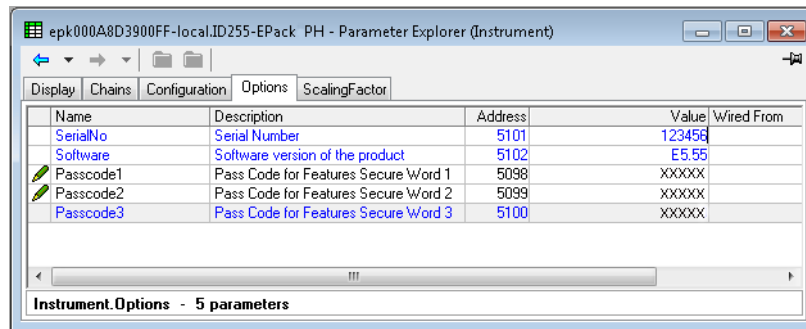 epk000A8D3900FF-local.ID255-EPack PH - Parameter Explorer (Instrument)
Display Chains Configuration Options ScalingFactor
Name Description Address Value Wired From
SerialNo Serial Number 5101 123456
Software Software version of the product 5102 E5.55
Passcode1 Pass Code for Features Secure Word 1 5098 XXXXX
Passcode2 Pass Code for Features Secure Word 2 5099 XXXXX
Passcode3 Pass Code for Features Secure Word 3 5100 XXXXX
Instrument.Options - 5 parameters